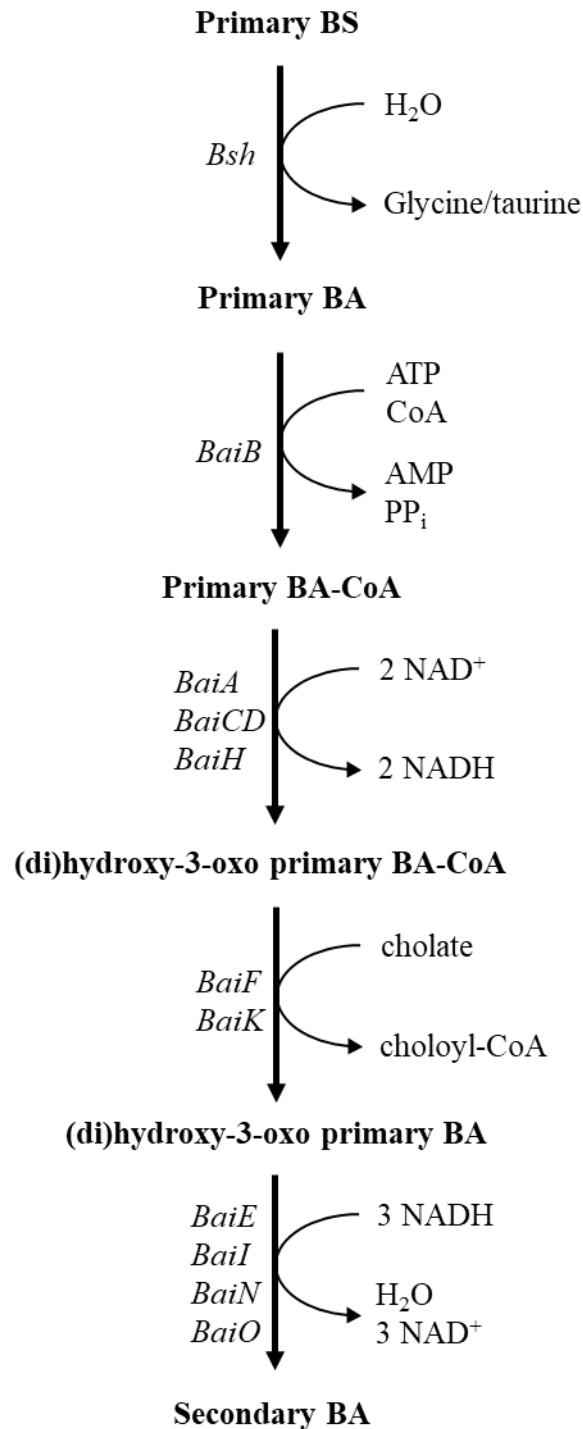 Primary BS
H₂O
Bsh
Glycine/taurine
Primary BA
ATP
CoA
BaiB
AMP
PPᵢ
Primary BA-CoA
BaiA
BaiCD
BaiH
2 NAD⁺
2 NADH
(di)hydroxy-3-oxo primary BA-CoA
cholate
BaiF
BaiK
choloyl-CoA
(di)hydroxy-3-oxo primary BA
BaiE
BaiI
BaiN
BaiO
3 NADH
H₂O
3 NAD⁺
Secondary BA